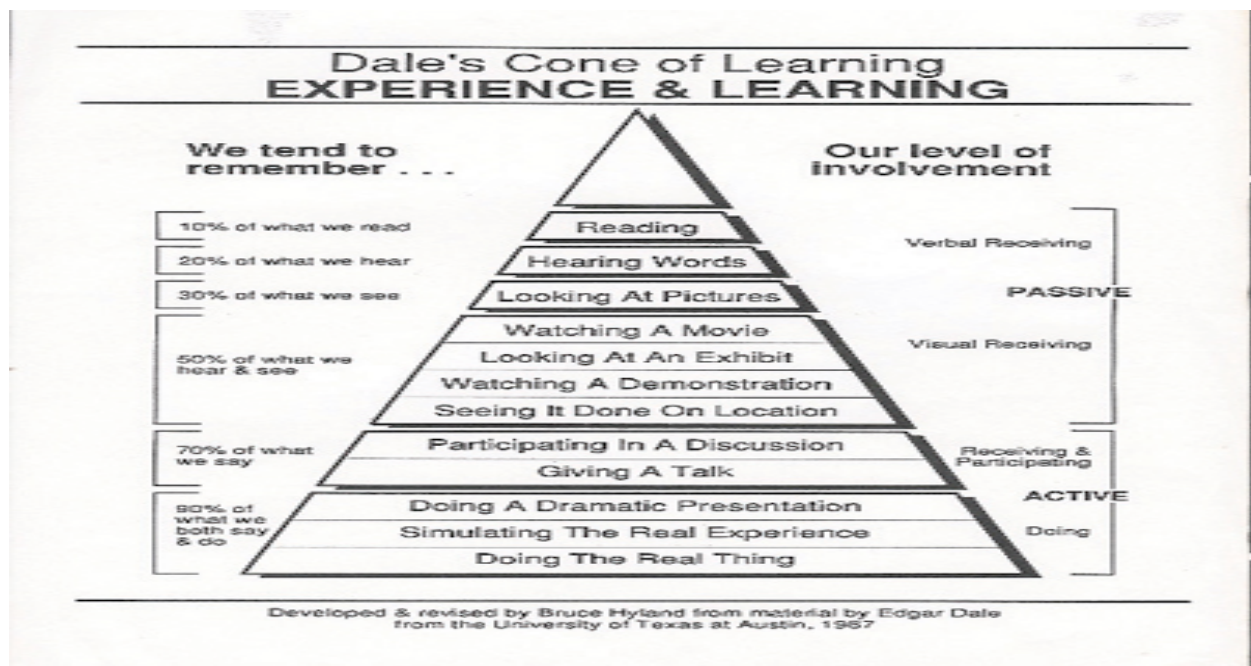 Dale's Cone of Learning
EXPERIENCE & LEARNING
We tend to
remember . . .
Our level of
involvement
10% of what we read
Reading
Verbal Receiving
20% of what we hear
Hearing Words
30% of what we see
Looking At Pictures
PASSIVE
50% of what we
hear & see
Watching A Movie
Looking At An Exhibit
Watching A Demonstration
Seeing It Done On Location
Visual Receiving
70% of what
we say
Participating In A Discussion
Giving A Talk
Receiving &
Participating
ACTIVE
90% of
what we
both say
& do
Doing A Dramatic Presentation
Simulating The Real Experience
Doing The Real Thing
Doing
Developed & revised by Bruce Hyland from material by Edgar Dale
from the University of Texas at Austin, 1987